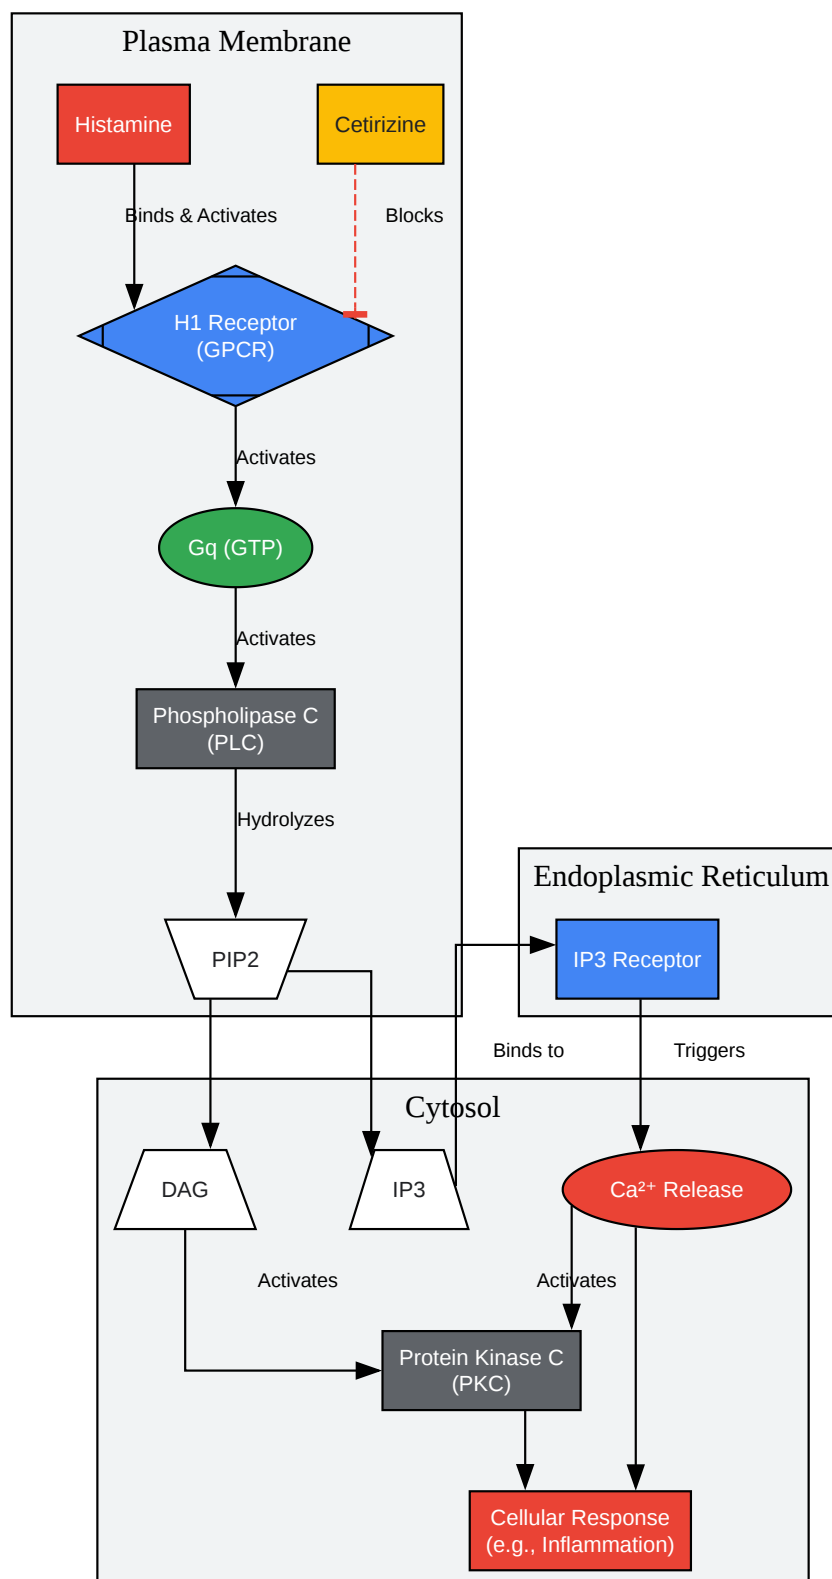 Plasma Membrane
Histamine
Cetirizine
Binds & Activates
Blocks
H1 Receptor
(GPCR)
Activates
Gq (GTP)
Activates
Phospholipase C
(PLC)
Hydrolyzes
Endoplasmic Reticulum
PIP2
IP3 Receptor
Binds to
Triggers
Cytosol
DAG
IP3
Ca²⁺ Release
Activates
Activates
Protein Kinase C
(PKC)
Cellular Response
(e.g., Inflammation)